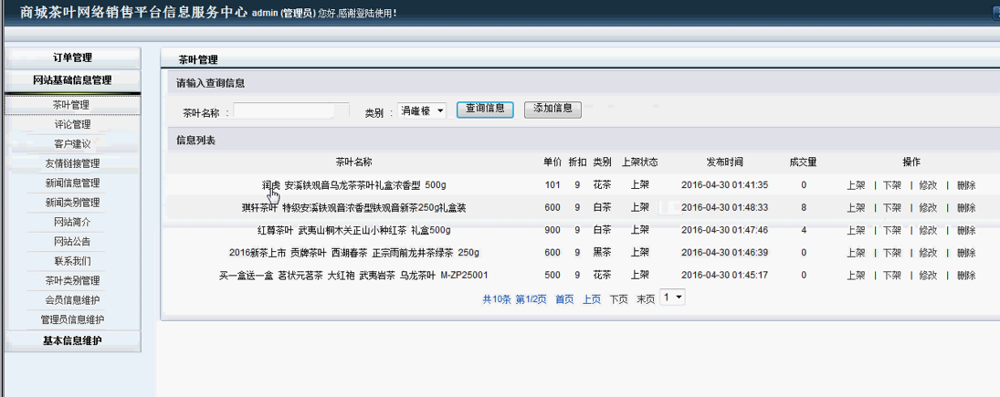 商城茶叶网络销售平台信息服务中心 admin (管理员) 您好,感谢登陆使用!
订单管理
网站基础信息管理
茶叶管理
评论管理
客户建议
友情链接管理
新闻信息管理
新闻类别管理
网站简介
网站公告
联系我们
茶叶类别管理
会员信息维护
管理员信息维护
基本信息维护
茶叶管理
请输入查询信息
茶叶名称 : 类别 : 查询信息 添加信息
信息列表
茶叶名称 单价 折扣 类别 上架状态 发布时间 成交量 操作
润虎 安溪铁观音乌龙茶茶叶礼盒浓香型 500g 101 9 花茶 上架 2016-04-30 01:41:35 0 上架 | 下架 | 修改 | 删除
骐轩茶叶 特级安溪铁观音浓香型铁观音新茶250g礼盒装 600 9 白茶 上架 2016-04-30 01:48:33 8 上架 | 下架 | 修改 | 删除
红尊茶叶 武夷山桐木关正山小种红茶 礼盒500g 900 9 白茶 上架 2016-04-30 01:47:46 4 上架 | 下架 | 修改 | 删除
2016新茶上市 贡牌茶叶 西湖春茶 正宗雨前龙井茶绿茶 250g 600 9 黑茶 上架 2016-04-30 01:46:39 0 上架 | 下架 | 修改 | 删除
买一盒送一盒 茗状元茗茶 大红袍 武夷岩茶 乌龙茶叶 M-ZP25001 500 9 花茶 上架 2016-04-30 01:45:17 0 上架 | 下架 | 修改 | 删除
共10条 第1/2页 首页 上页 下页 末页 1